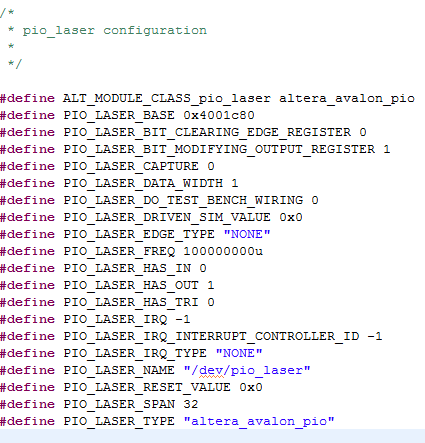 /*
 * pio_laser configuration
 *
 */
#define ALT_MODULE_CLASS_pio_laser altera_avalon_pio
#define PIO_LASER_BASE 0x4001c80
#define PIO_LASER_BIT_CLEARING_EDGE_REGISTER 0
#define PIO_LASER_BIT_MODIFYING_OUTPUT_REGISTER 1
#define PIO_LASER_CAPTURE 0
#define PIO_LASER_DATA_WIDTH 1
#define PIO_LASER_DO_TEST_BENCH_WIRING 0
#define PIO_LASER_DRIVEN_SIM_VALUE 0x0
#define PIO_LASER_EDGE_TYPE "NONE"
#define PIO_LASER_FREQ 100000000u
#define PIO_LASER_HAS_IN 0
#define PIO_LASER_HAS_OUT 1
#define PIO_LASER_HAS_TRI 0
#define PIO_LASER_IRQ -1
#define PIO_LASER_IRQ_INTERRUPT_CONTROLLER_ID -1
#define PIO_LASER_IRQ_TYPE "NONE"
#define PIO_LASER_NAME "/dev/pio_laser"
#define PIO_LASER_RESET_VALUE 0x0
#define PIO_LASER_SPAN 32
#define PIO_LASER_TYPE "altera_avalon_pio"